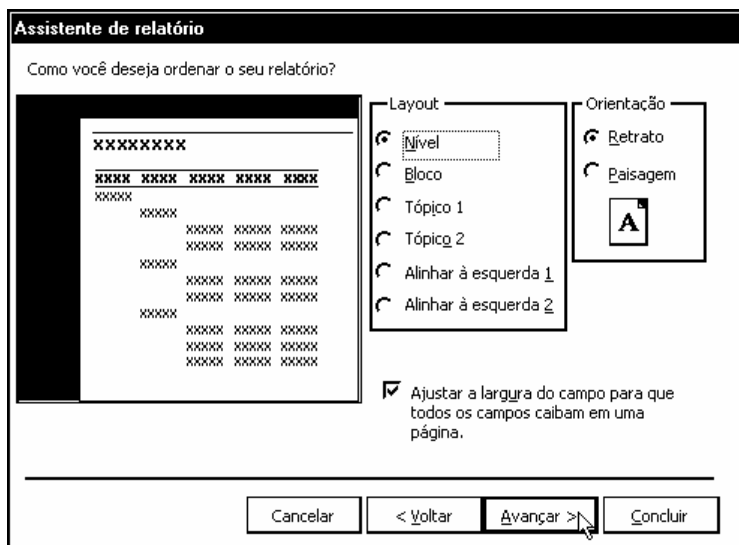 Assistente de relatório
Como você deseja ordenar o seu relatório?
XXXXXXXX
XXXX XXXX XXXX XXXX XXXX
XXXXX
XXXXX
XXXXX XXXXX XXXXX
XXXXX XXXXX XXXXX
XXXXX
XXXXX XXXXX XXXXX
XXXXX XXXXX XXXXX
XXXXX
XXXXX XXXXX XXXXX
XXXXX XXXXX XXXXX
XXXXX XXXXX XXXXX
Layout
Nível
Bloco
Tópico 1
Tópico 2
Alinhar à esquerda 1
Alinhar à esquerda 2
Orientação
Retrato
Paisagem
A
Ajustar a largura do campo para que
todos os campos caibam em uma
página.
Cancelar
< Voltar
Avançar >
Concluir